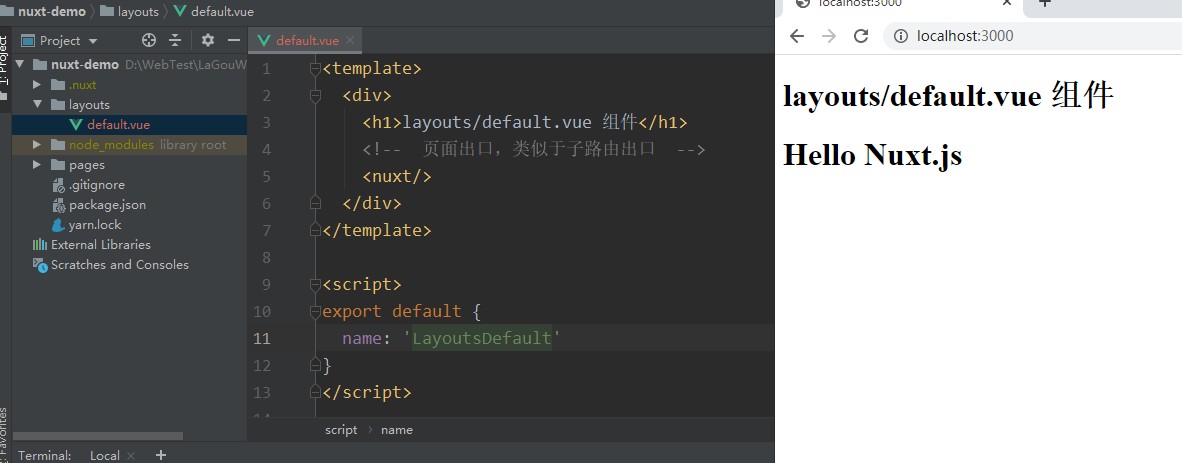 nuxt-demo layouts default.vue
localhost:3000
1: Project
Project
default.vue
localhost:3000
nuxt-demo D:\WebTest\LaGouW
.nuxt
layouts
default.vue
node_modules library root
pages
.gitignore
package.json
yarn.lock
External Libraries
Scratches and Consoles
1 <template>
2 <div>
3 <h1>layouts/default.vue 组件</h1>
4 <!-- 页面出口，类似于子路由出口 -->
5 <nuxt/>
6 </div>
7 </template>
8
9 <script>
10 export default {
11 name: 'LayoutsDefault'
12 }
13 </script>
script › name
layouts/default.vue 组件
Hello Nuxt.js
Favorites
Terminal: Local × +